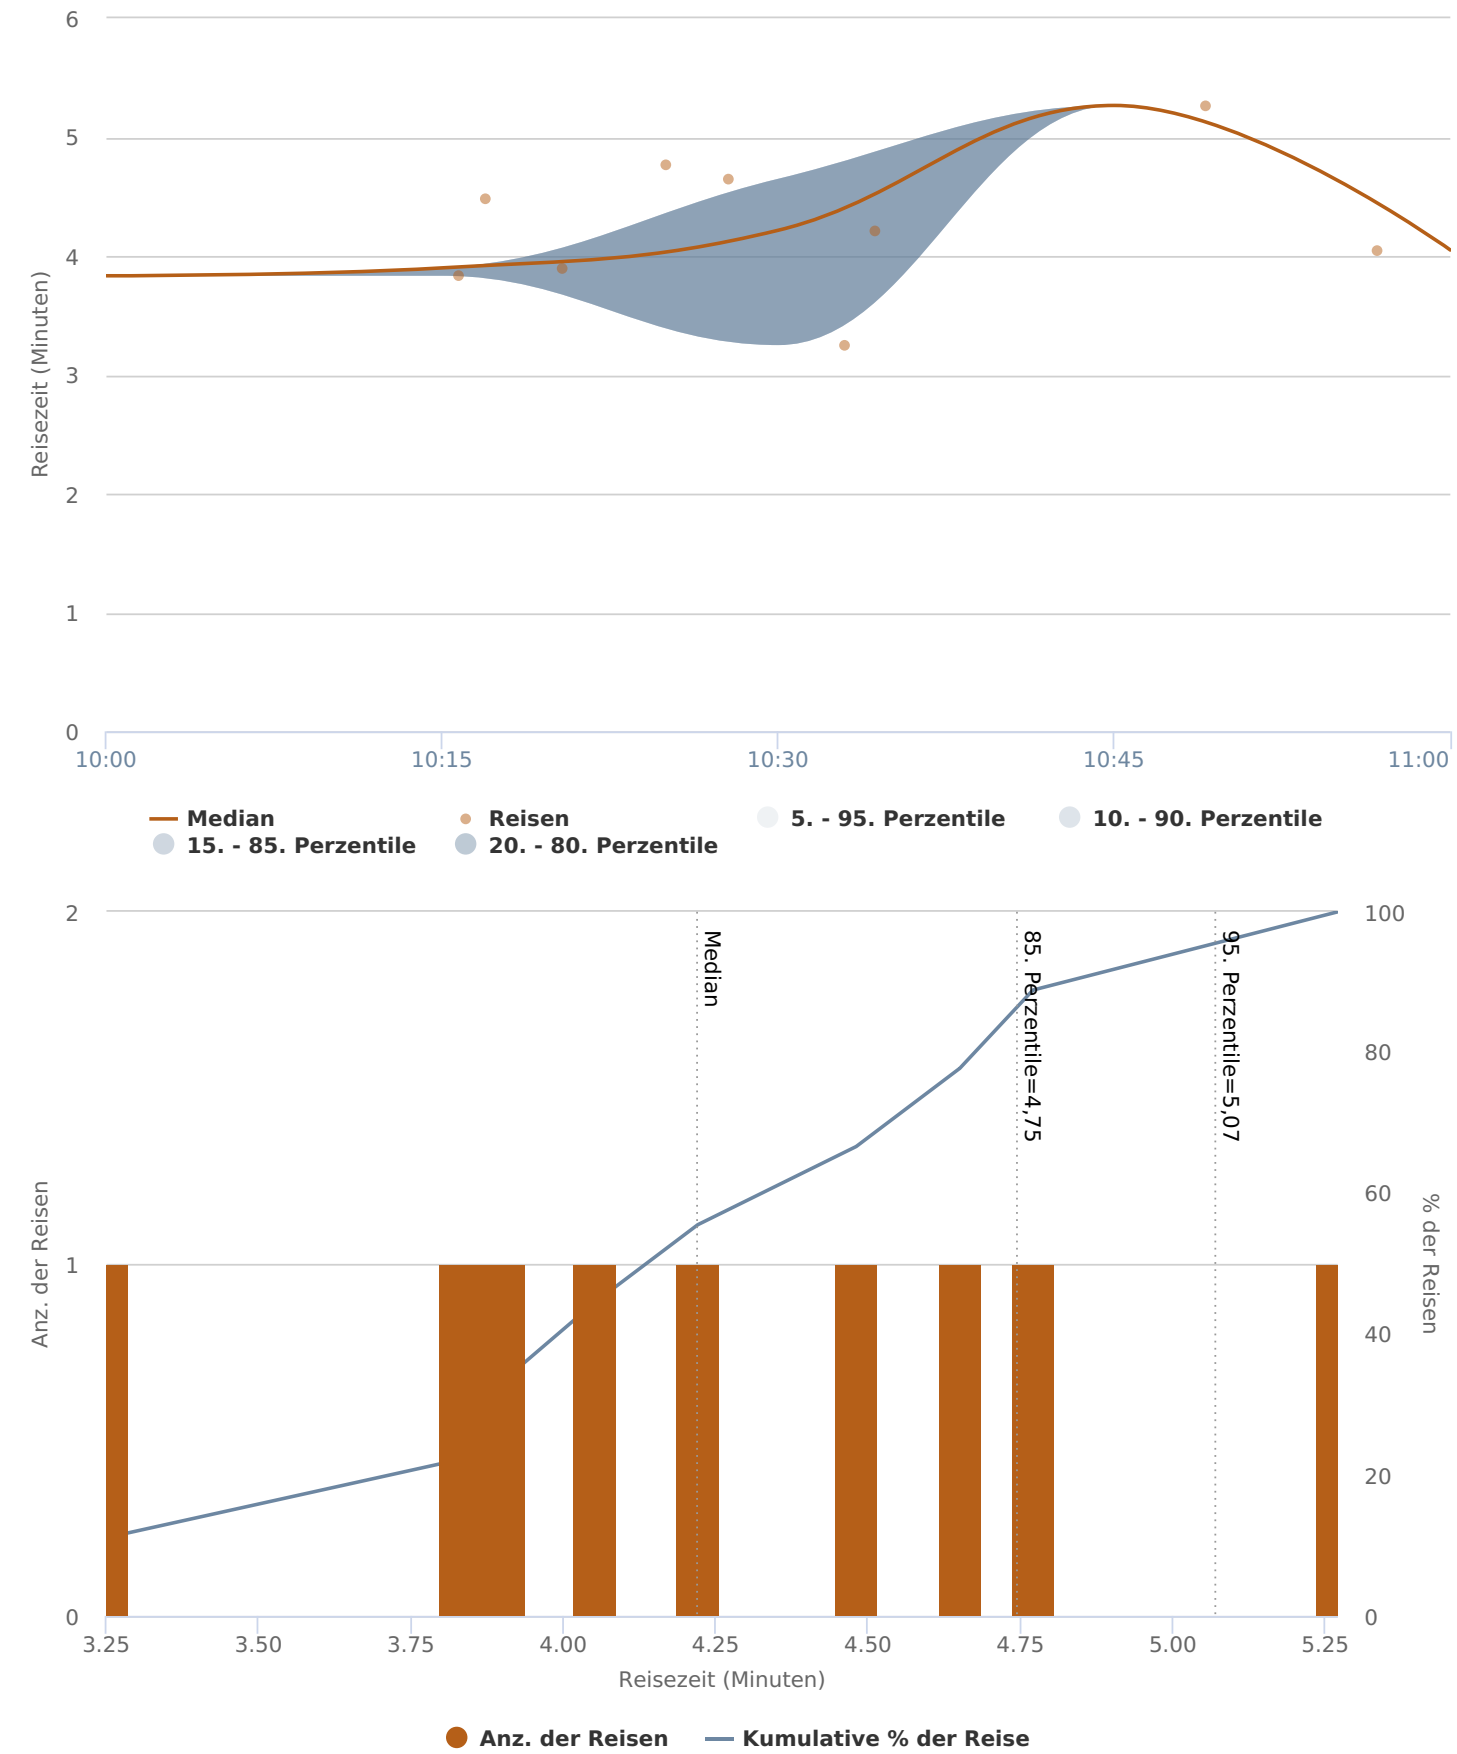 6
5
4
3
2
1
0
Reisezeit (Minuten)
10:00 10:15 10:30 10:45 11:00
Median Reisen 5. - 95. Perzentile 10. - 90. Perzentile
15. - 85. Perzentile 20. - 80. Perzentile
2
1
0
Anz. der Reisen
Median
85. Perzentile=4,75
95. Perzentile=5,07
100
80
60
40
20
0
% der Reisen
3.25 3.50 3.75 4.00 4.25 4.50 4.75 5.00 5.25
Reisezeit (Minuten)
Anz. der Reisen Kumulative % der Reise